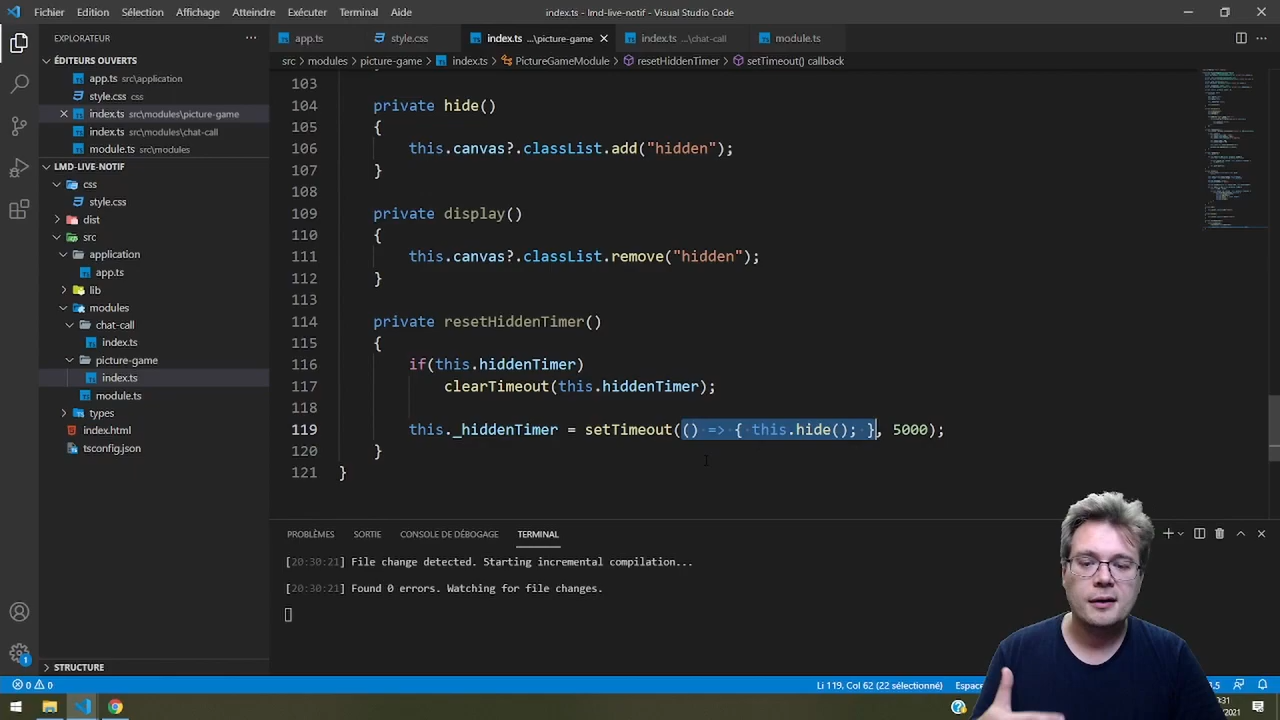 Fichier Edition Sélection Affichage Atteindre Exécuter Terminal Aide index.ts - lmd-live-notif - Visual Studio Code
EXPLORATEUR
ÉDITEURS OUVERTS
app.ts src\application
style.css css
index.ts src\modules\picture-game
index.ts src\modules\chat-call
module.ts src\modules
LMD-LIVE-NOTIF
css
style.css
dist
src
application
app.ts
lib
modules
chat-call
index.ts
picture-game
index.ts
module.ts
types
index.html
tsconfig.json
STRUCTURE
app.ts style.css index.ts ...\picture-game index.ts ...\chat-call module.ts
src > modules > picture-game > index.ts > PictureGameModule > resetHiddenTimer > setTimeout() callback
103
104 private hide()
105 {
106 this.canvas?.classList.add("hidden");
107 }
108
109 private display()
110 {
111 this.canvas?.classList.remove("hidden");
112 }
113
114 private resetHiddenTimer()
115 {
116 if(this.hiddenTimer)
117 clearTimeout(this.hiddenTimer);
118
119 this._hiddenTimer = setTimeout(() => { this.hide(); }, 5000);
120 }
121 }
PROBLÈMES SORTIE CONSOLE DE DÉBOGAGE TERMINAL
[20:30:21] File change detected. Starting incremental compilation...
[20:30:21] Found 0 errors. Watching for file changes.
1
0 0 Li 119, Col 62 (22 sélectionné) Espace